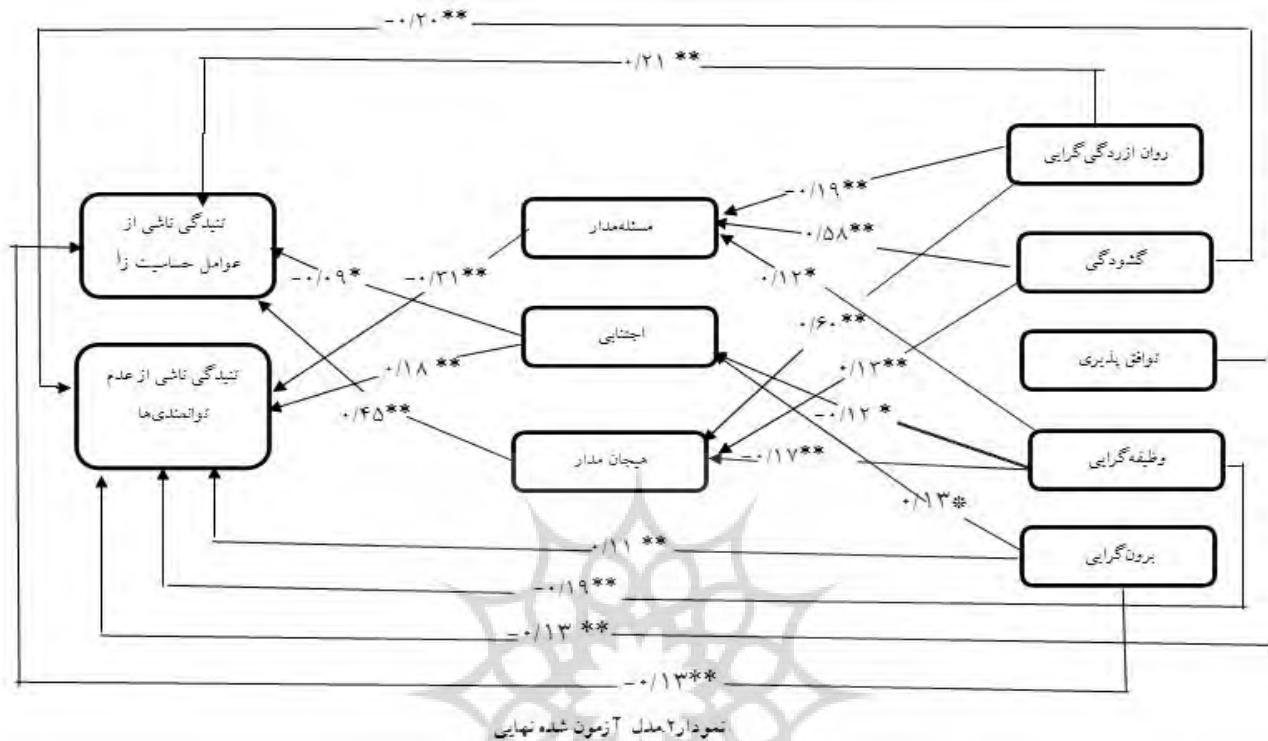 -۰/۲۰**
۰/۲۱ **
روان ازردگی‌گرایی
-۰/۱۹**
تنیدگی ناشی از
عوامل حساسیت زا
مسئله‌مدار
۰/۵۸**
گشودگی
-۰/۰۹*
-۰/۳۱**
۰/۱۲*
اجتنابی
۰/۶۰**
توافق پذیری
تنیدگی ناشی از عدم
توانمندی‌ها
۰/۱۸ **
۰/۱۳**
۰/۴۵**
-۰/۱۲ *
هیجان مدار
-۰/۱۷**
وظیفه‌گرایی
۰/۱۳*
۰/۱۱ **
برون‌گرایی
-۰/۱۹**
-۰/۱۳ **
-۰/۱۳**
نمودار۲.مدل آزمون شده نهایی